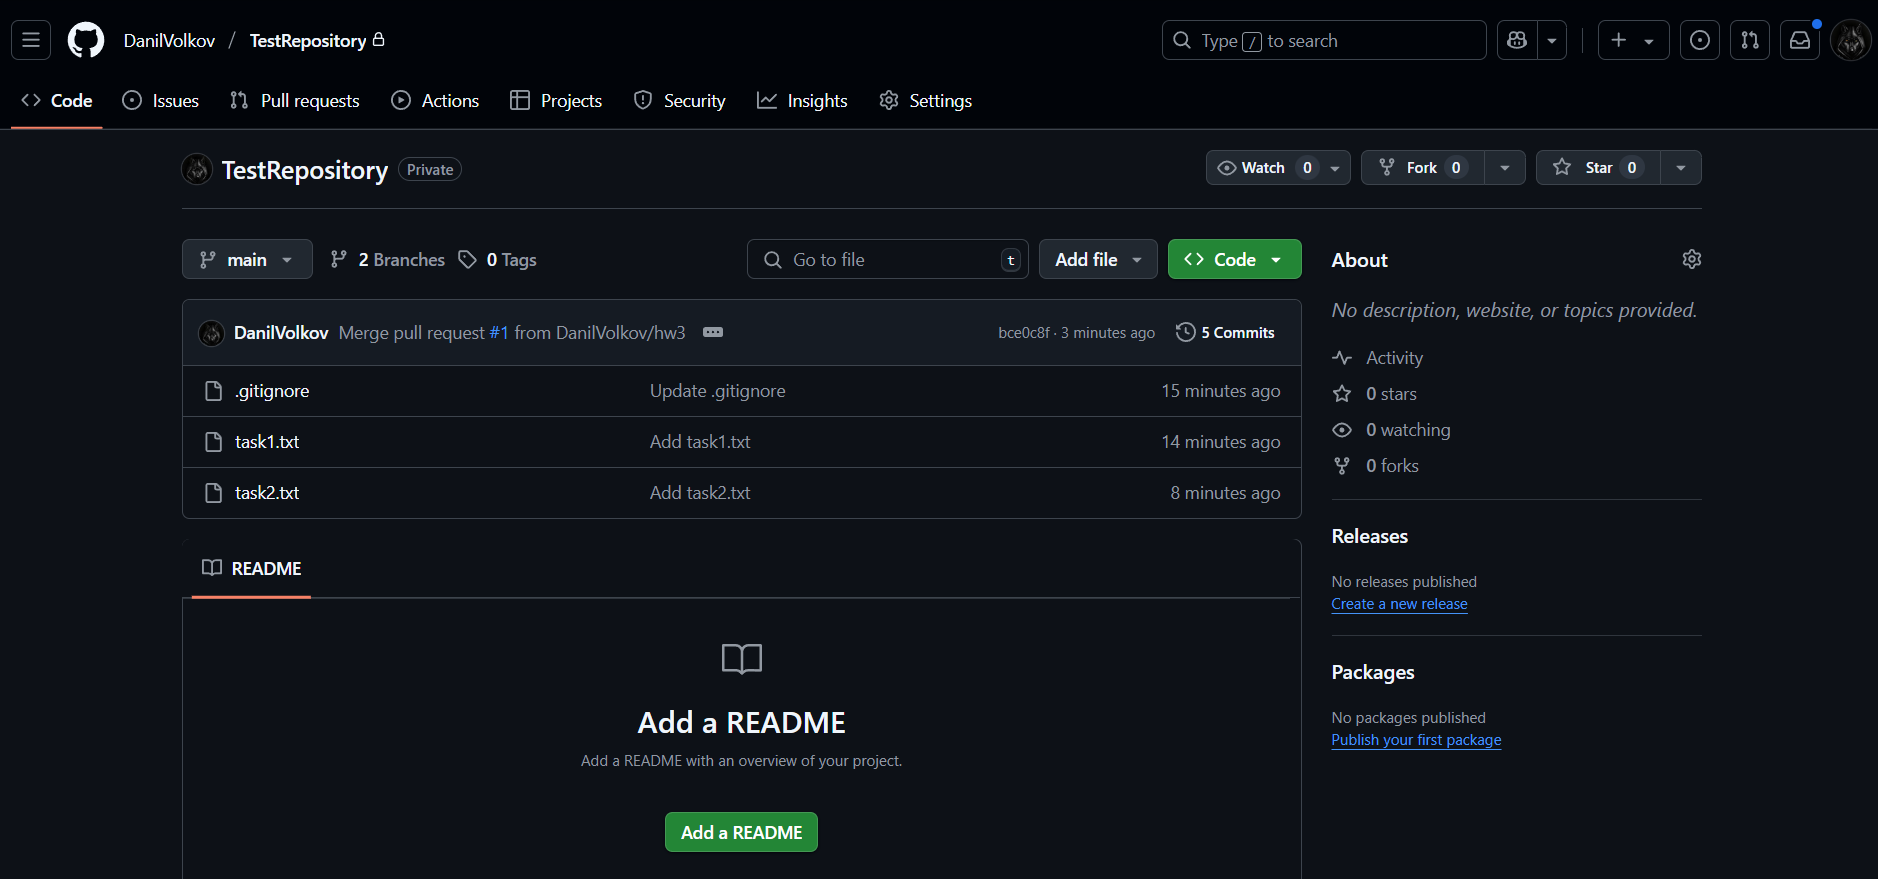 DanilVolkov / TestRepository
Type / to search
Code Issues Pull requests Actions Projects Security Insights Settings
TestRepository Private
Watch 0 Fork 0 Star 0
main 2 Branches 0 Tags
Go to file t
Add file
Code
DanilVolkov Merge pull request #1 from DanilVolkov/hw3
bce0c8f · 3 minutes ago 5 Commits
.gitignore Update .gitignore 15 minutes ago
task1.txt Add task1.txt 14 minutes ago
task2.txt Add task2.txt 8 minutes ago
README
Add a README
Add a README with an overview of your project.
Add a README
About
No description, website, or topics provided.
Activity
0 stars
0 watching
0 forks
Releases
No releases published
Create a new release
Packages
No packages published
Publish your first package